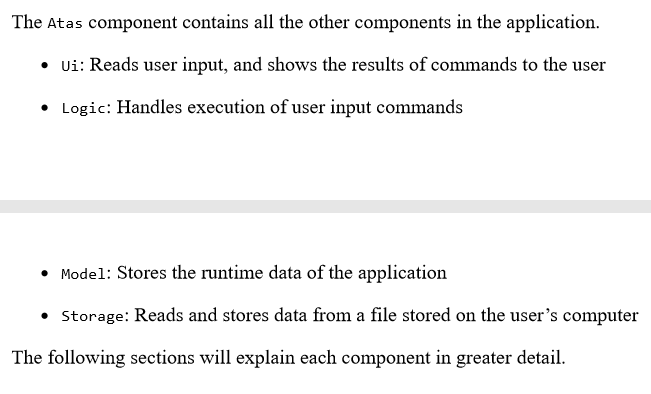 The Atas component contains all the other components in the application.
• Ui: Reads user input, and shows the results of commands to the user
• Logic: Handles execution of user input commands
• Model: Stores the runtime data of the application
• Storage: Reads and stores data from a file stored on the user’s computer
The following sections will explain each component in greater detail.